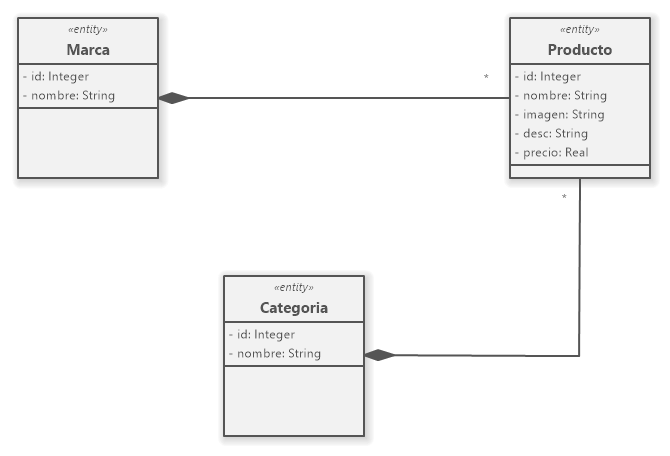 «entity»
Marca
- id: Integer
- nombre: String
*
«entity»
Producto
- id: Integer
- nombre: String
- imagen: String
- desc: String
- precio: Real
*
«entity»
Categoria
- id: Integer
- nombre: String